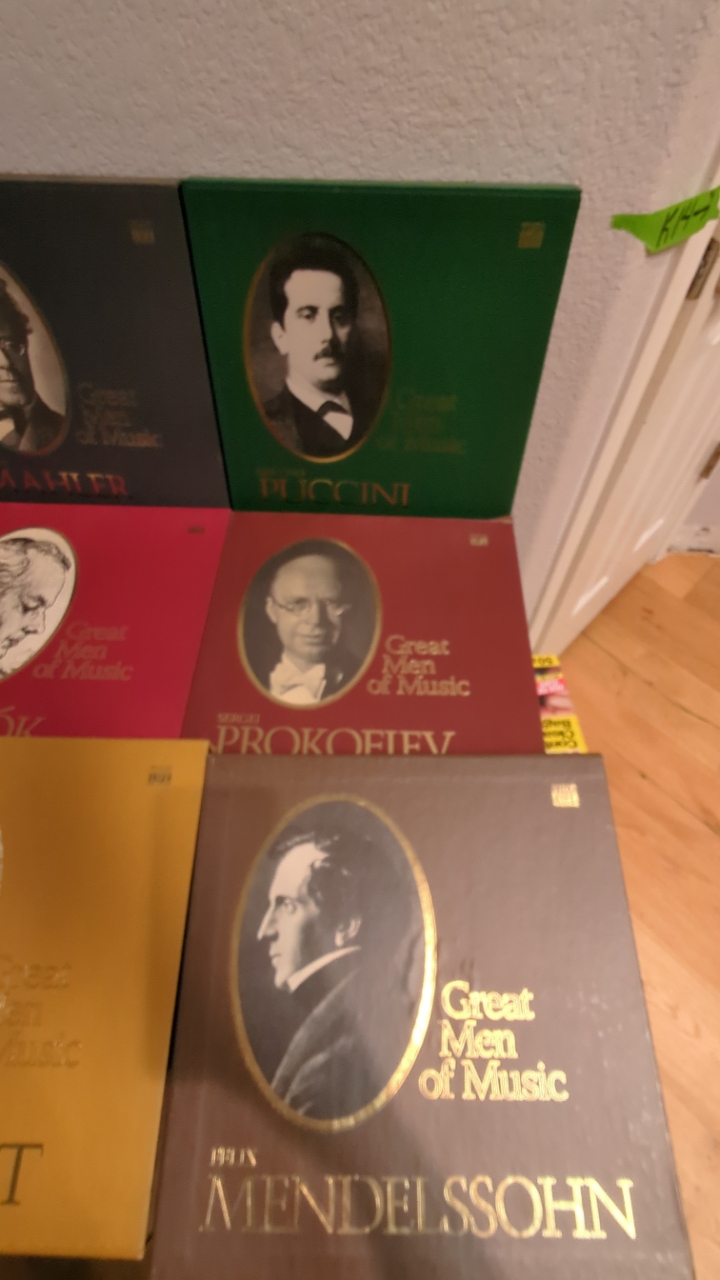 Great
Men
of Music
MAHLER
Great
Men
of Music
PUCCINI
Great
Men
of Music
ÓK
Great
Men
of Music
SERGEI
PROKOFIEV
Great
Men
Music
T
Great
Men
of Music
FELIX
MENDELSSOHN